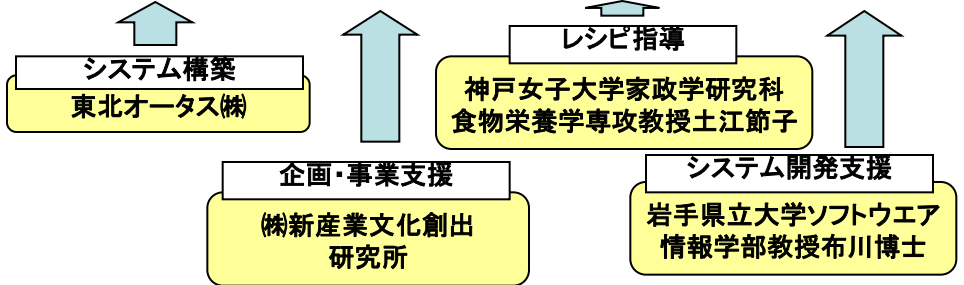 システム構築
東北オータス㈱
レシピ指導
神戸女子大学家政学研究科
食物栄養学専攻教授土江節子
企画・事業支援
㈱新産業文化創出
研究所
システム開発支援
岩手県立大学ソフトウエア
情報学部教授布川博士